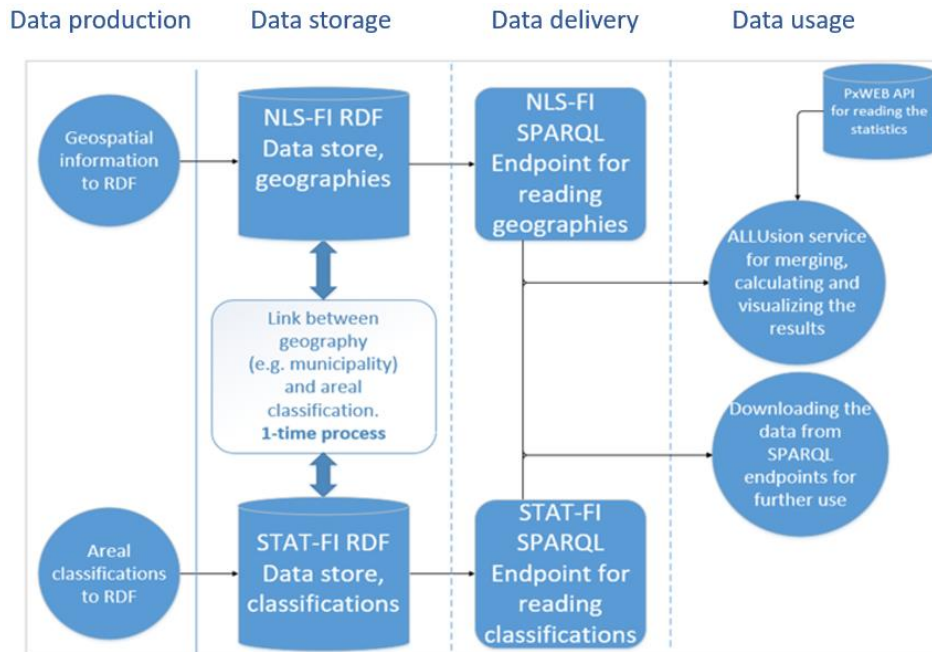 Data production
Data storage
Data delivery
Data usage
Geospatial
information
to RDF
NLS-FI RDF
Data store,
geographies
NLS-FI
SPARQL
Endpoint for
reading
geographies
PxWEB API
for reading the
statistics
ALLUsion service
for merging,
calculating and
visualizing the
results
Link between
geography
(e.g. municipality)
and areal
classification.
1-time process
Downloading the
data from
SPARQL
endpoints for
further use
Areal
classifications
to RDF
STAT-FI RDF
Data store,
classifications
STAT-FI
SPARQL
Endpoint for
reading
classifications